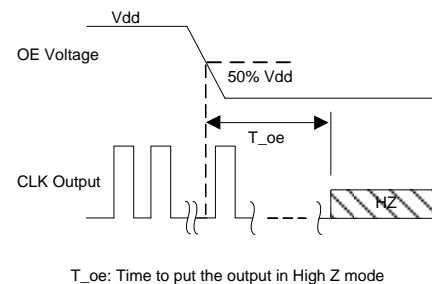 Vdd
OE Voltage
50% Vdd
T_oe
CLK Output
HZ
T_oe: Time to put the output in High Z mode